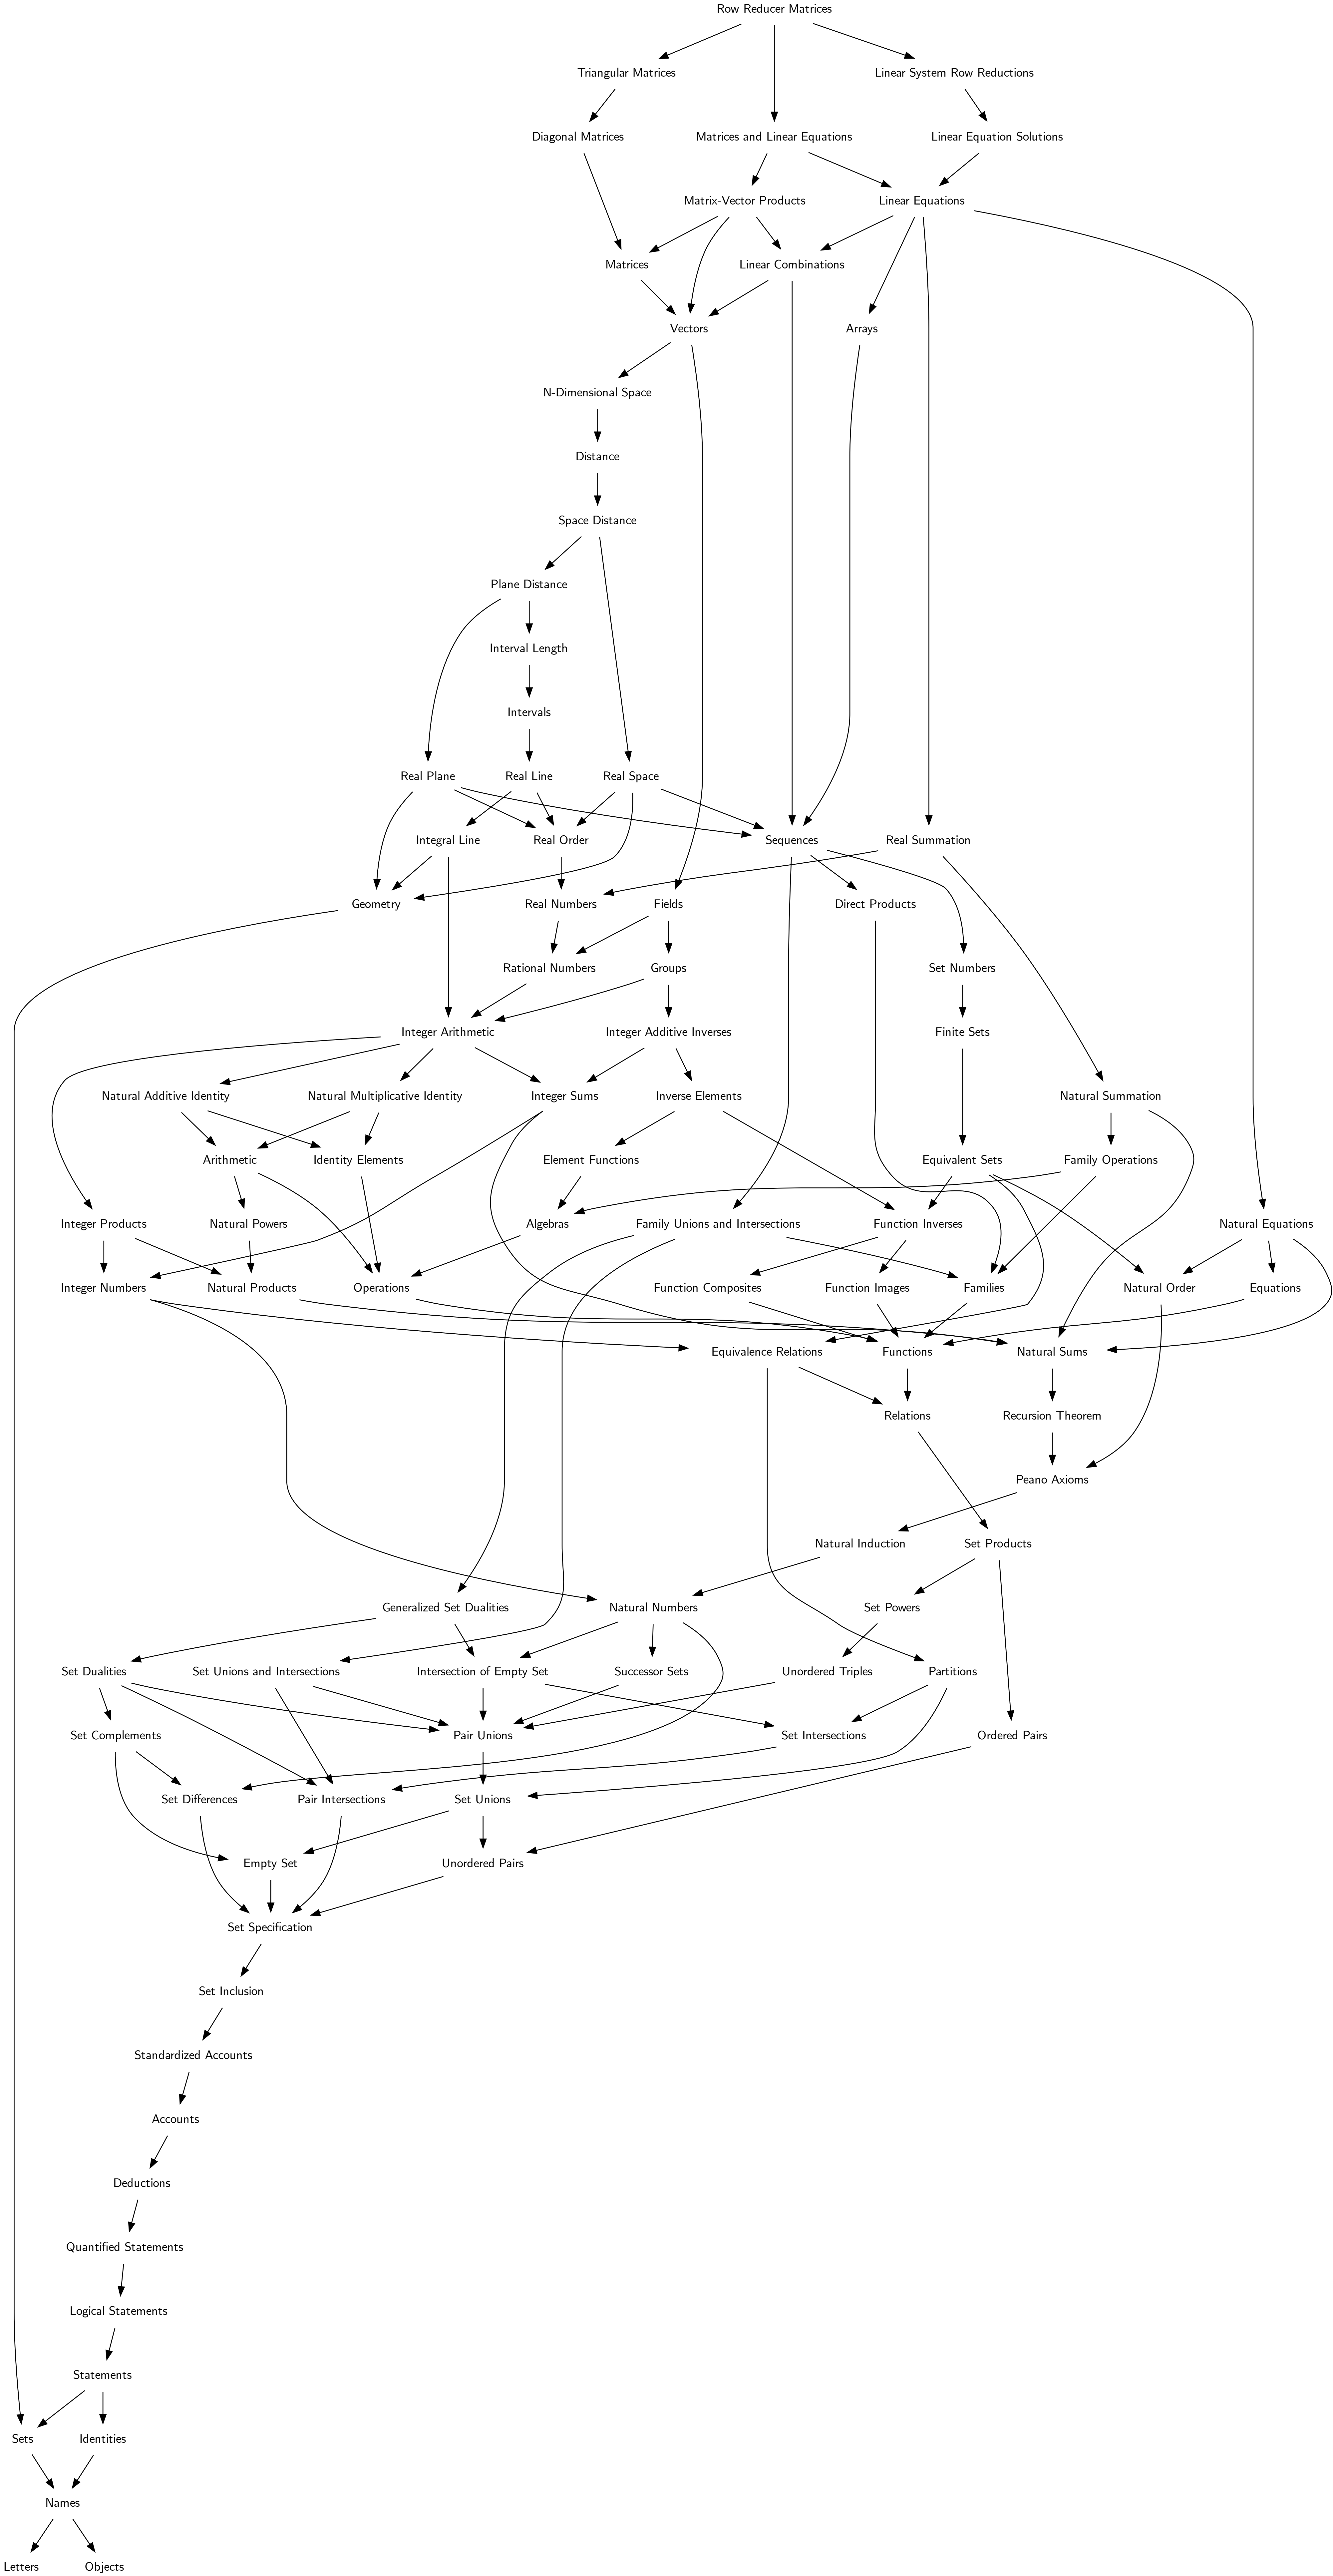 Row Reducer Matrices
Triangular Matrices
Linear System Row Reductions
Diagonal Matrices
Matrices and Linear Equations
Linear Equation Solutions
Matrix-Vector Products
Linear Equations
Matrices
Linear Combinations
Vectors
Arrays
N-Dimensional Space
Distance
Space Distance
Plane Distance
Interval Length
Intervals
Real Plane
Real Line
Real Space
Integral Line
Real Order
Sequences
Real Summation
Geometry
Real Numbers
Fields
Direct Products
Rational Numbers
Groups
Set Numbers
Integer Arithmetic
Integer Additive Inverses
Finite Sets
Natural Additive Identity
Natural Multiplicative Identity
Integer Sums
Inverse Elements
Natural Summation
Arithmetic
Identity Elements
Element Functions
Equivalent Sets
Family Operations
Integer Products
Natural Powers
Algebras
Family Unions and Intersections
Function Inverses
Natural Equations
Integer Numbers
Natural Products
Operations
Function Composites
Function Images
Families
Natural Order
Equations
Equivalence Relations
Functions
Natural Sums
Relations
Recursion Theorem
Peano Axioms
Natural Induction
Set Products
Generalized Set Dualities
Natural Numbers
Set Powers
Set Dualities
Set Unions and Intersections
Intersection of Empty Set
Successor Sets
Unordered Triples
Partitions
Set Complements
Pair Unions
Set Intersections
Ordered Pairs
Set Differences
Pair Intersections
Set Unions
Empty Set
Unordered Pairs
Set Specification
Set Inclusion
Standardized Accounts
Accounts
Deductions
Quantified Statements
Logical Statements
Statements
Sets
Identities
Names
Letters
Objects